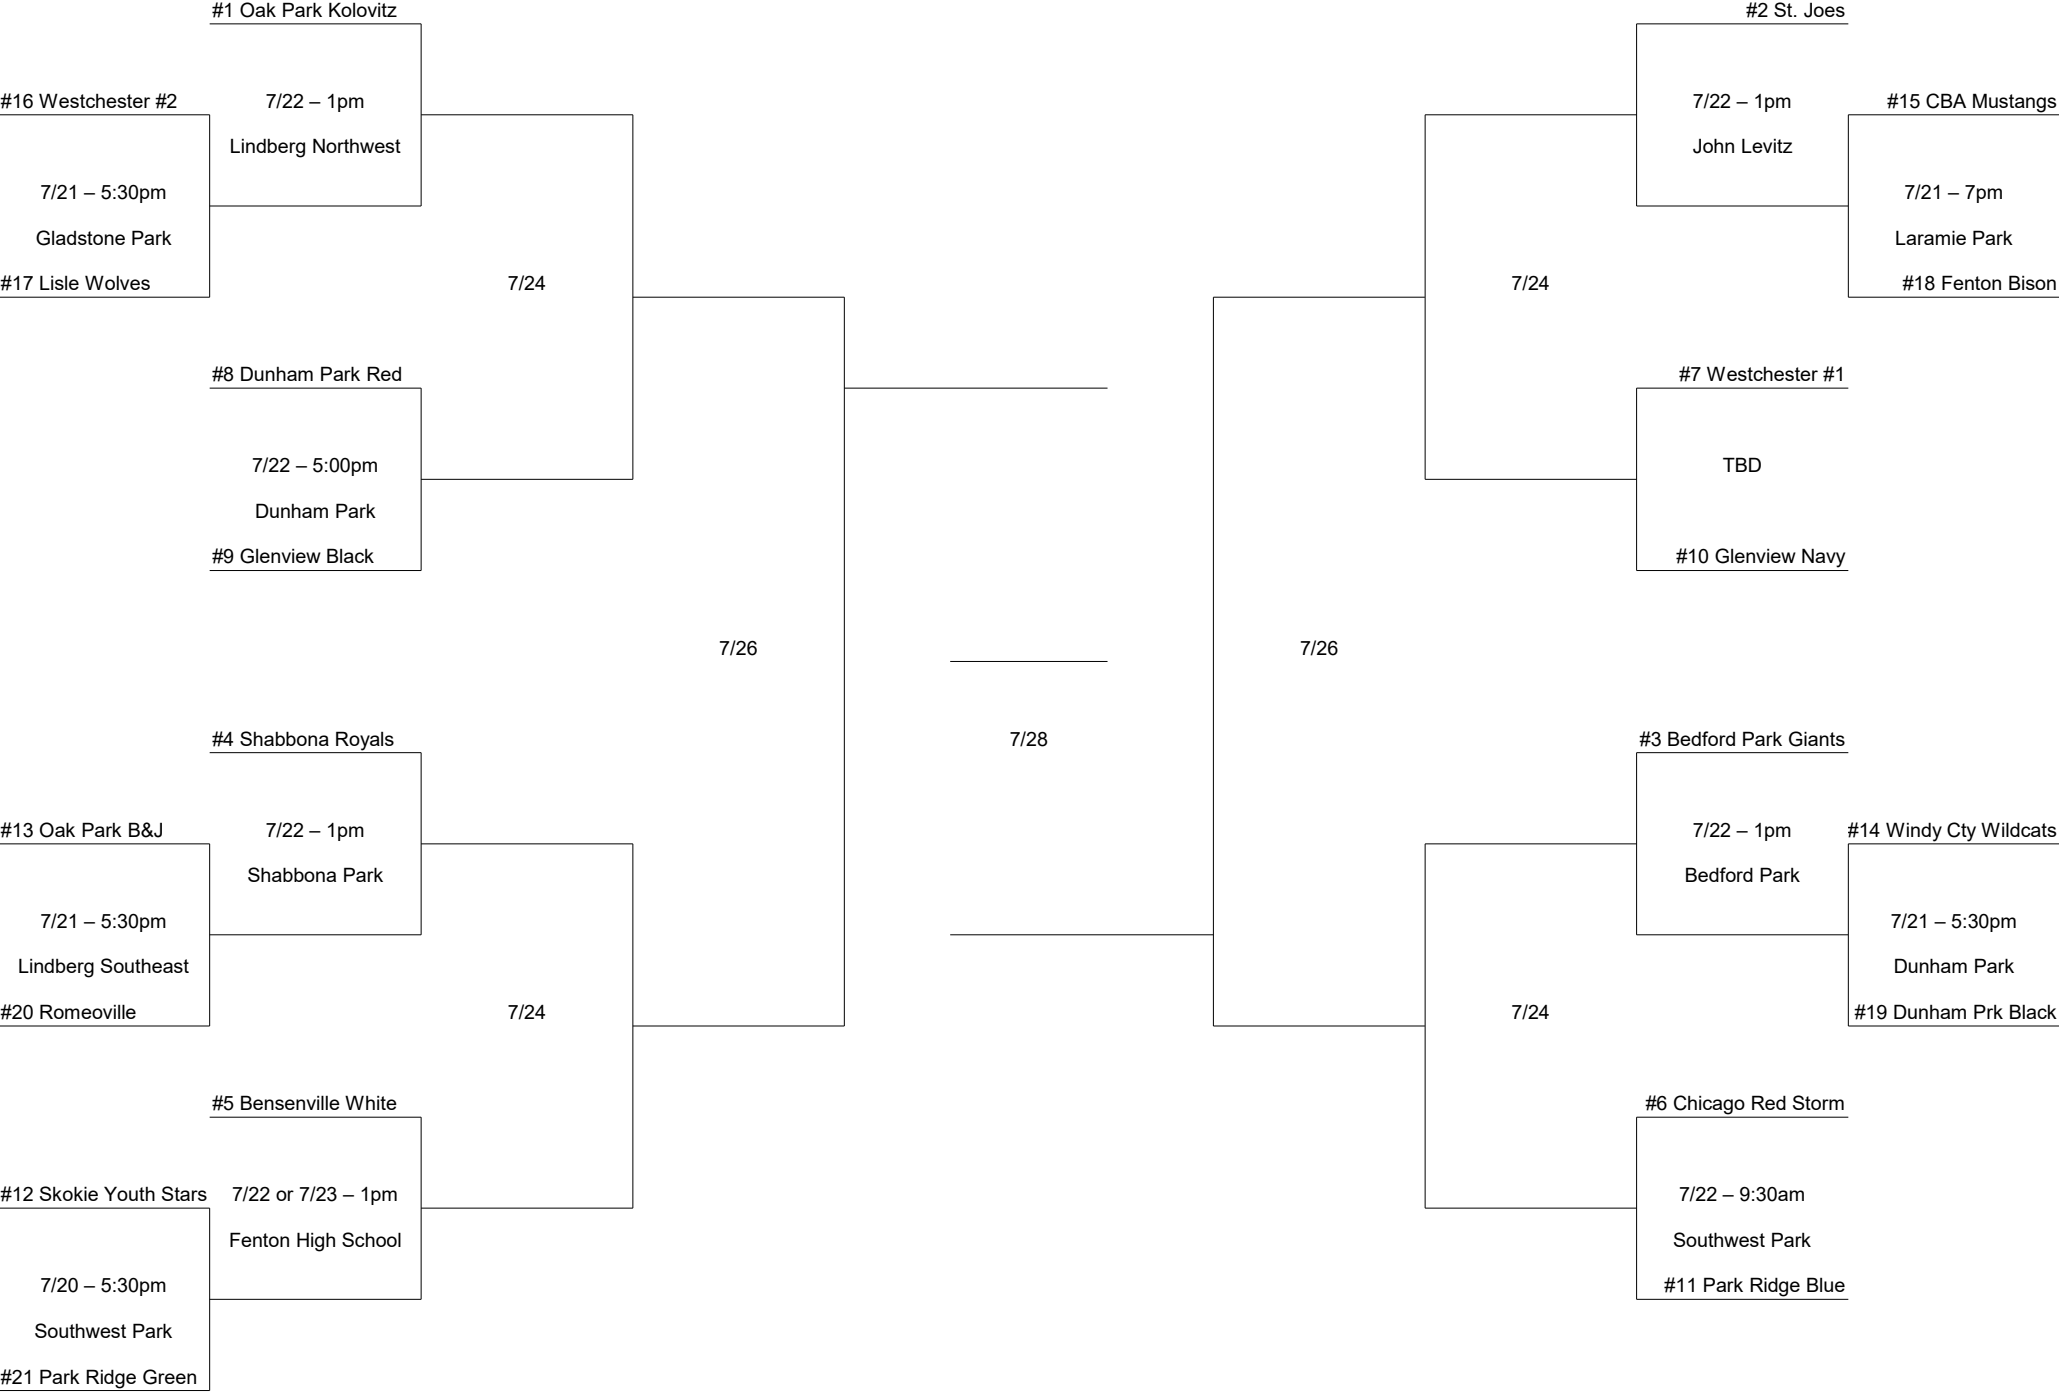 #1 Oak Park Kolovitz
#2 St. Joes
#16 Westchester #2
7/22 – 1pm
7/22 – 1pm
#15 CBA Mustangs
Lindberg Northwest
John Levitz
7/21 – 5:30pm
7/21 – 7pm
Gladstone Park
Laramie Park
#17 Lisle Wolves
7/24
7/24
#18 Fenton Bison
#8 Dunham Park Red
#7 Westchester #1
7/22 – 5:00pm
TBD
Dunham Park
#9 Glenview Black
#10 Glenview Navy
7/26
7/26
#4 Shabbona Royals
7/28
#3 Bedford Park Giants
#13 Oak Park B&J
7/22 – 1pm
7/22 – 1pm
#14 Windy Cty Wildcats
Shabbona Park
Bedford Park
7/21 – 5:30pm
7/21 – 5:30pm
Lindberg Southeast
Dunham Park
#20 Romeoville
7/24
7/24
#19 Dunham Prk Black
#5 Bensenville White
#6 Chicago Red Storm
#12 Skokie Youth Stars
7/22 or 7/23 – 1pm
7/22 – 9:30am
Fenton High School
Southwest Park
7/20 – 5:30pm
#11 Park Ridge Blue
Southwest Park
#21 Park Ridge Green